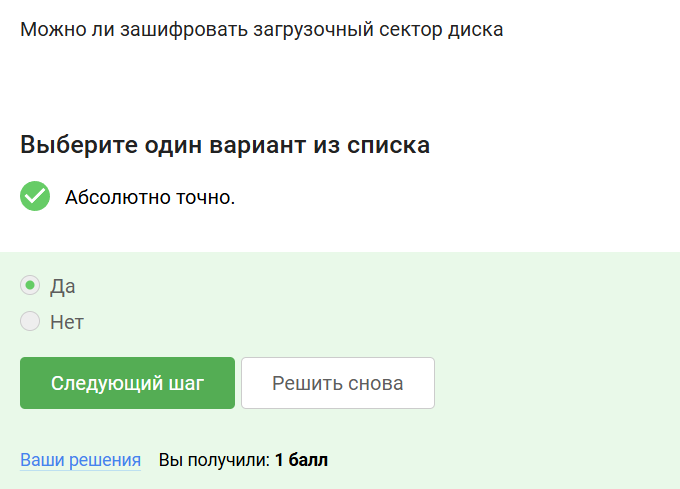 Можно ли зашифровать загрузочный сектор диска
Выберите один вариант из списка
Абсолютно точно.
Да
Нет
Следующий шаг
Решить снова
Ваши решения Вы получили: 1 балл